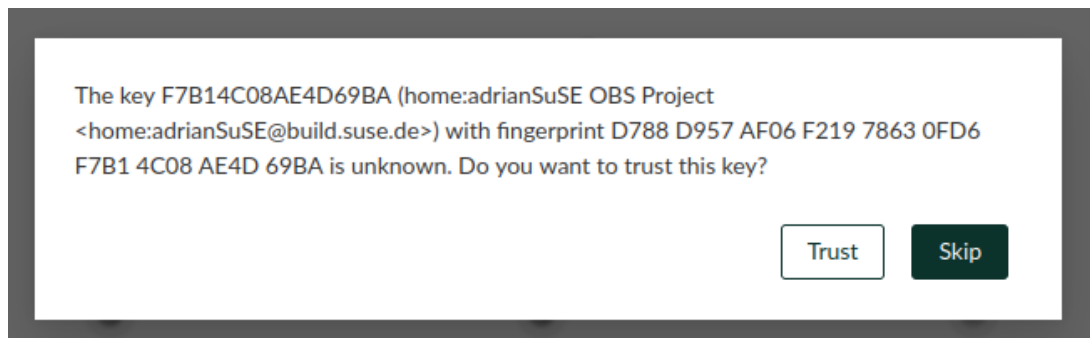 The key F7B14C08AE4D69BA (home:adrianSuSE OBS Project
<home:adrianSuSE@build.suse.de>) with fingerprint D788 D957 AF06 F219 7863 0FD6
F7B1 4C08 AE4D 69BA is unknown. Do you want to trust this key?
Trust Skip